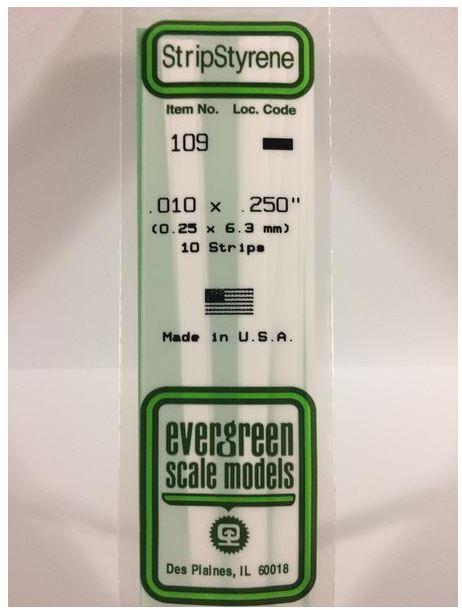 StripStyrene
Item No. Loc. Code
109
.010 x .250"
(0.25 x 6.3 mm)
10 Strips
Made in U.S.A.
evergreen
scale models
Des Plaines, IL 60018